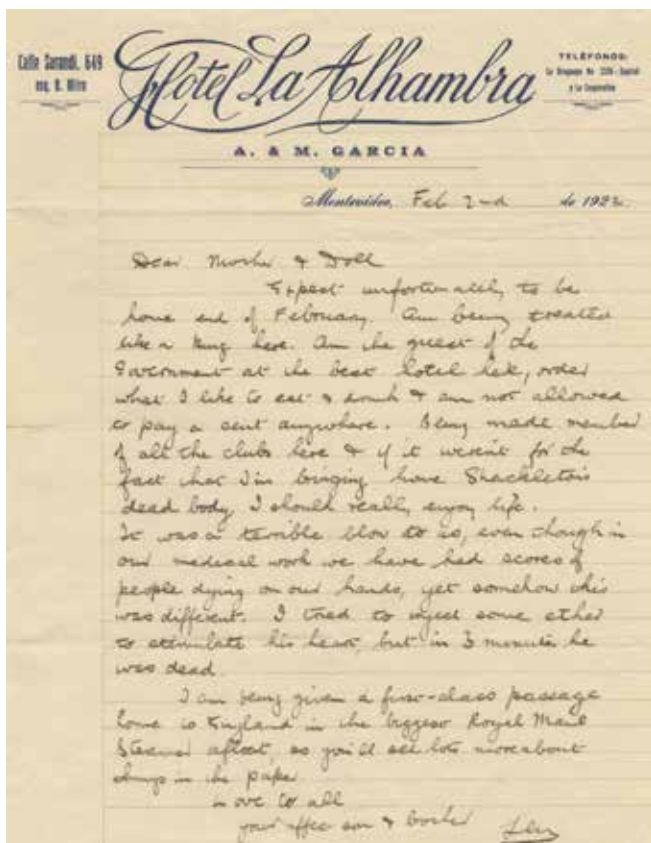 Calle Sarandi, 649
esq. B. Mitre
Hotel La Alhambra
TELÉFONOS:
La Uruguaya No 225 - Central
y La Cooperativa
A. & M. GARCIA
Montevideo, Feb 2nd de 1922
Dear Mother & Doll
Expect unfortunately to be
home end of February. Am being treated
like a King here. Am the guest of the
Government at the best hotel here, order
what I like to eat & drink & am not allowed
to pay a cent anywhere. Being made member
of all the clubs here & if it weren't for the
fact that I'm bringing home Shackleton's
dead body, I should really enjoy life.
It was a terrible blow to us, even though in
our medical work we have had scores of
people dying on our hands, yet somehow this
was different. I tried to inject some ether
to stimulate his heart, but in 3 minutes he
was dead.
I am being given a first-class passage
home to England in the biggest Royal Mail
Steamer afloat, so you'll see lots more about
things in the paper
Love to all
your affec son & brother